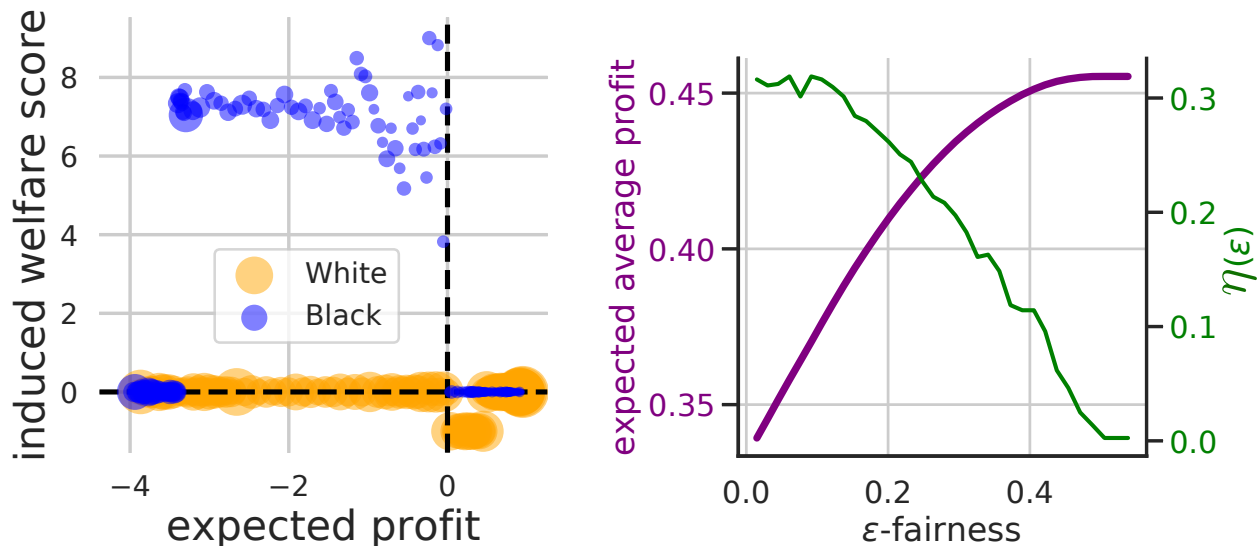 induced welfare score
8
6
4
2
0
White
Black
−4
−2
0
expected profit
expected average profit
0.45
0.40
0.35
0.3
0.2
0.1
0.0
η(ε)
0.0
0.2
0.4
ε-fairness